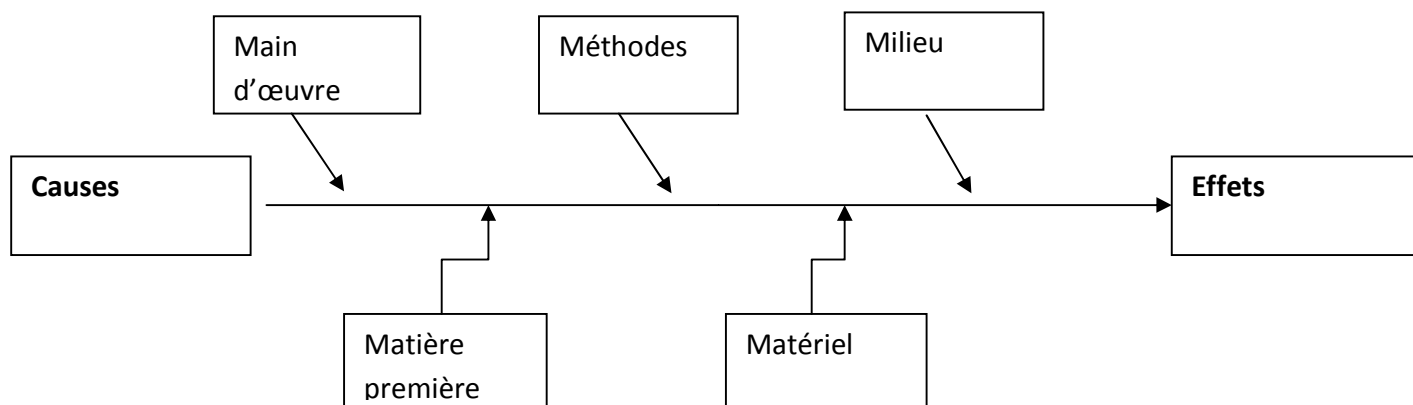 Main
d’œuvre
Méthodes
Milieu
Causes
Effets
Matière
première
Matériel